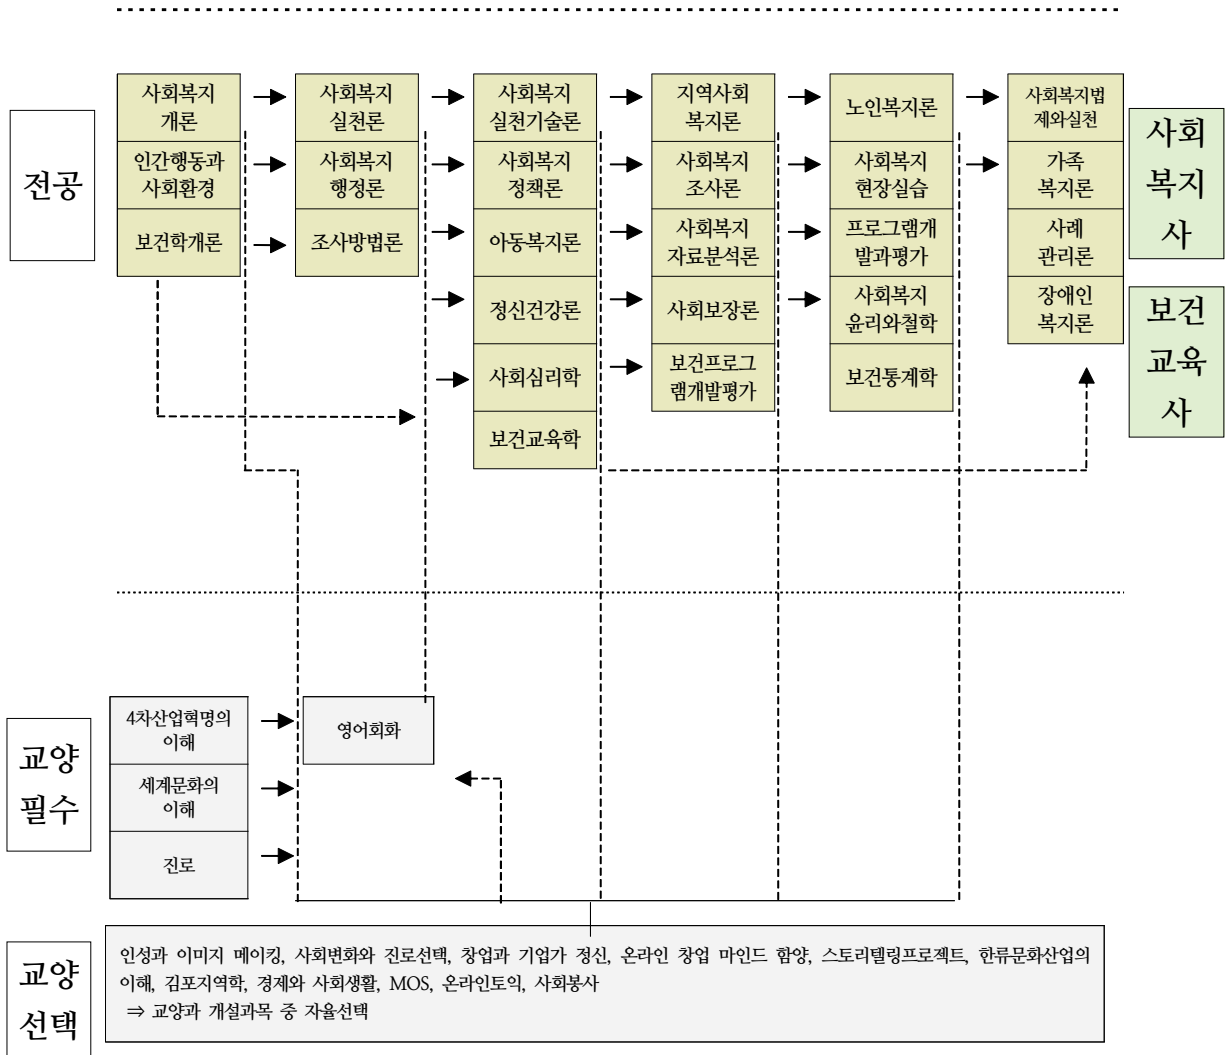 전공
사회복지
개론
인간행동과
사회환경
보건학개론
사회복지
실천론
사회복지
행정론
조사방법론
사회복지
실천기술론
사회복지
정책론
아동복지론
정신건강론
사회심리학
보건교육학
지역사회
복지론
사회복지
조사론
사회복지
자료분석론
사회보장론
보건프로그
램개발평가
노인복지론
사회복지
현장실습
프로그램개
발과평가
사회복지
윤리와철학
보건통계학
사회복지법
제와실천
가족
복지론
사례
관리론
장애인
복지론
사회
복지
사
보건
교육
사
교양
필수
4차산업혁명의
이해
세계문화의
이해
진로
영어회화
교양
선택
인성과 이미지 메이킹, 사회변화와 진로선택, 창업과 기업가 정신, 온라인 창업 마인드 함양, 스토리텔링프로젝트, 한류문화산업의
이해, 김포지역학, 경제와 사회생활, MOS, 온라인토익, 사회봉사
⇒ 교양과 개설과목 중 자율선택